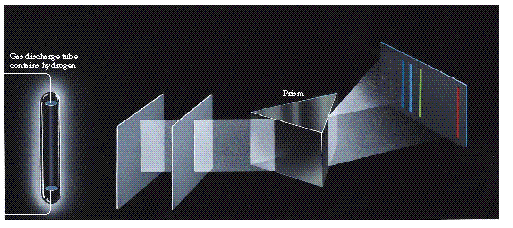 Gas discharge tube
contains hydrogen
Prism